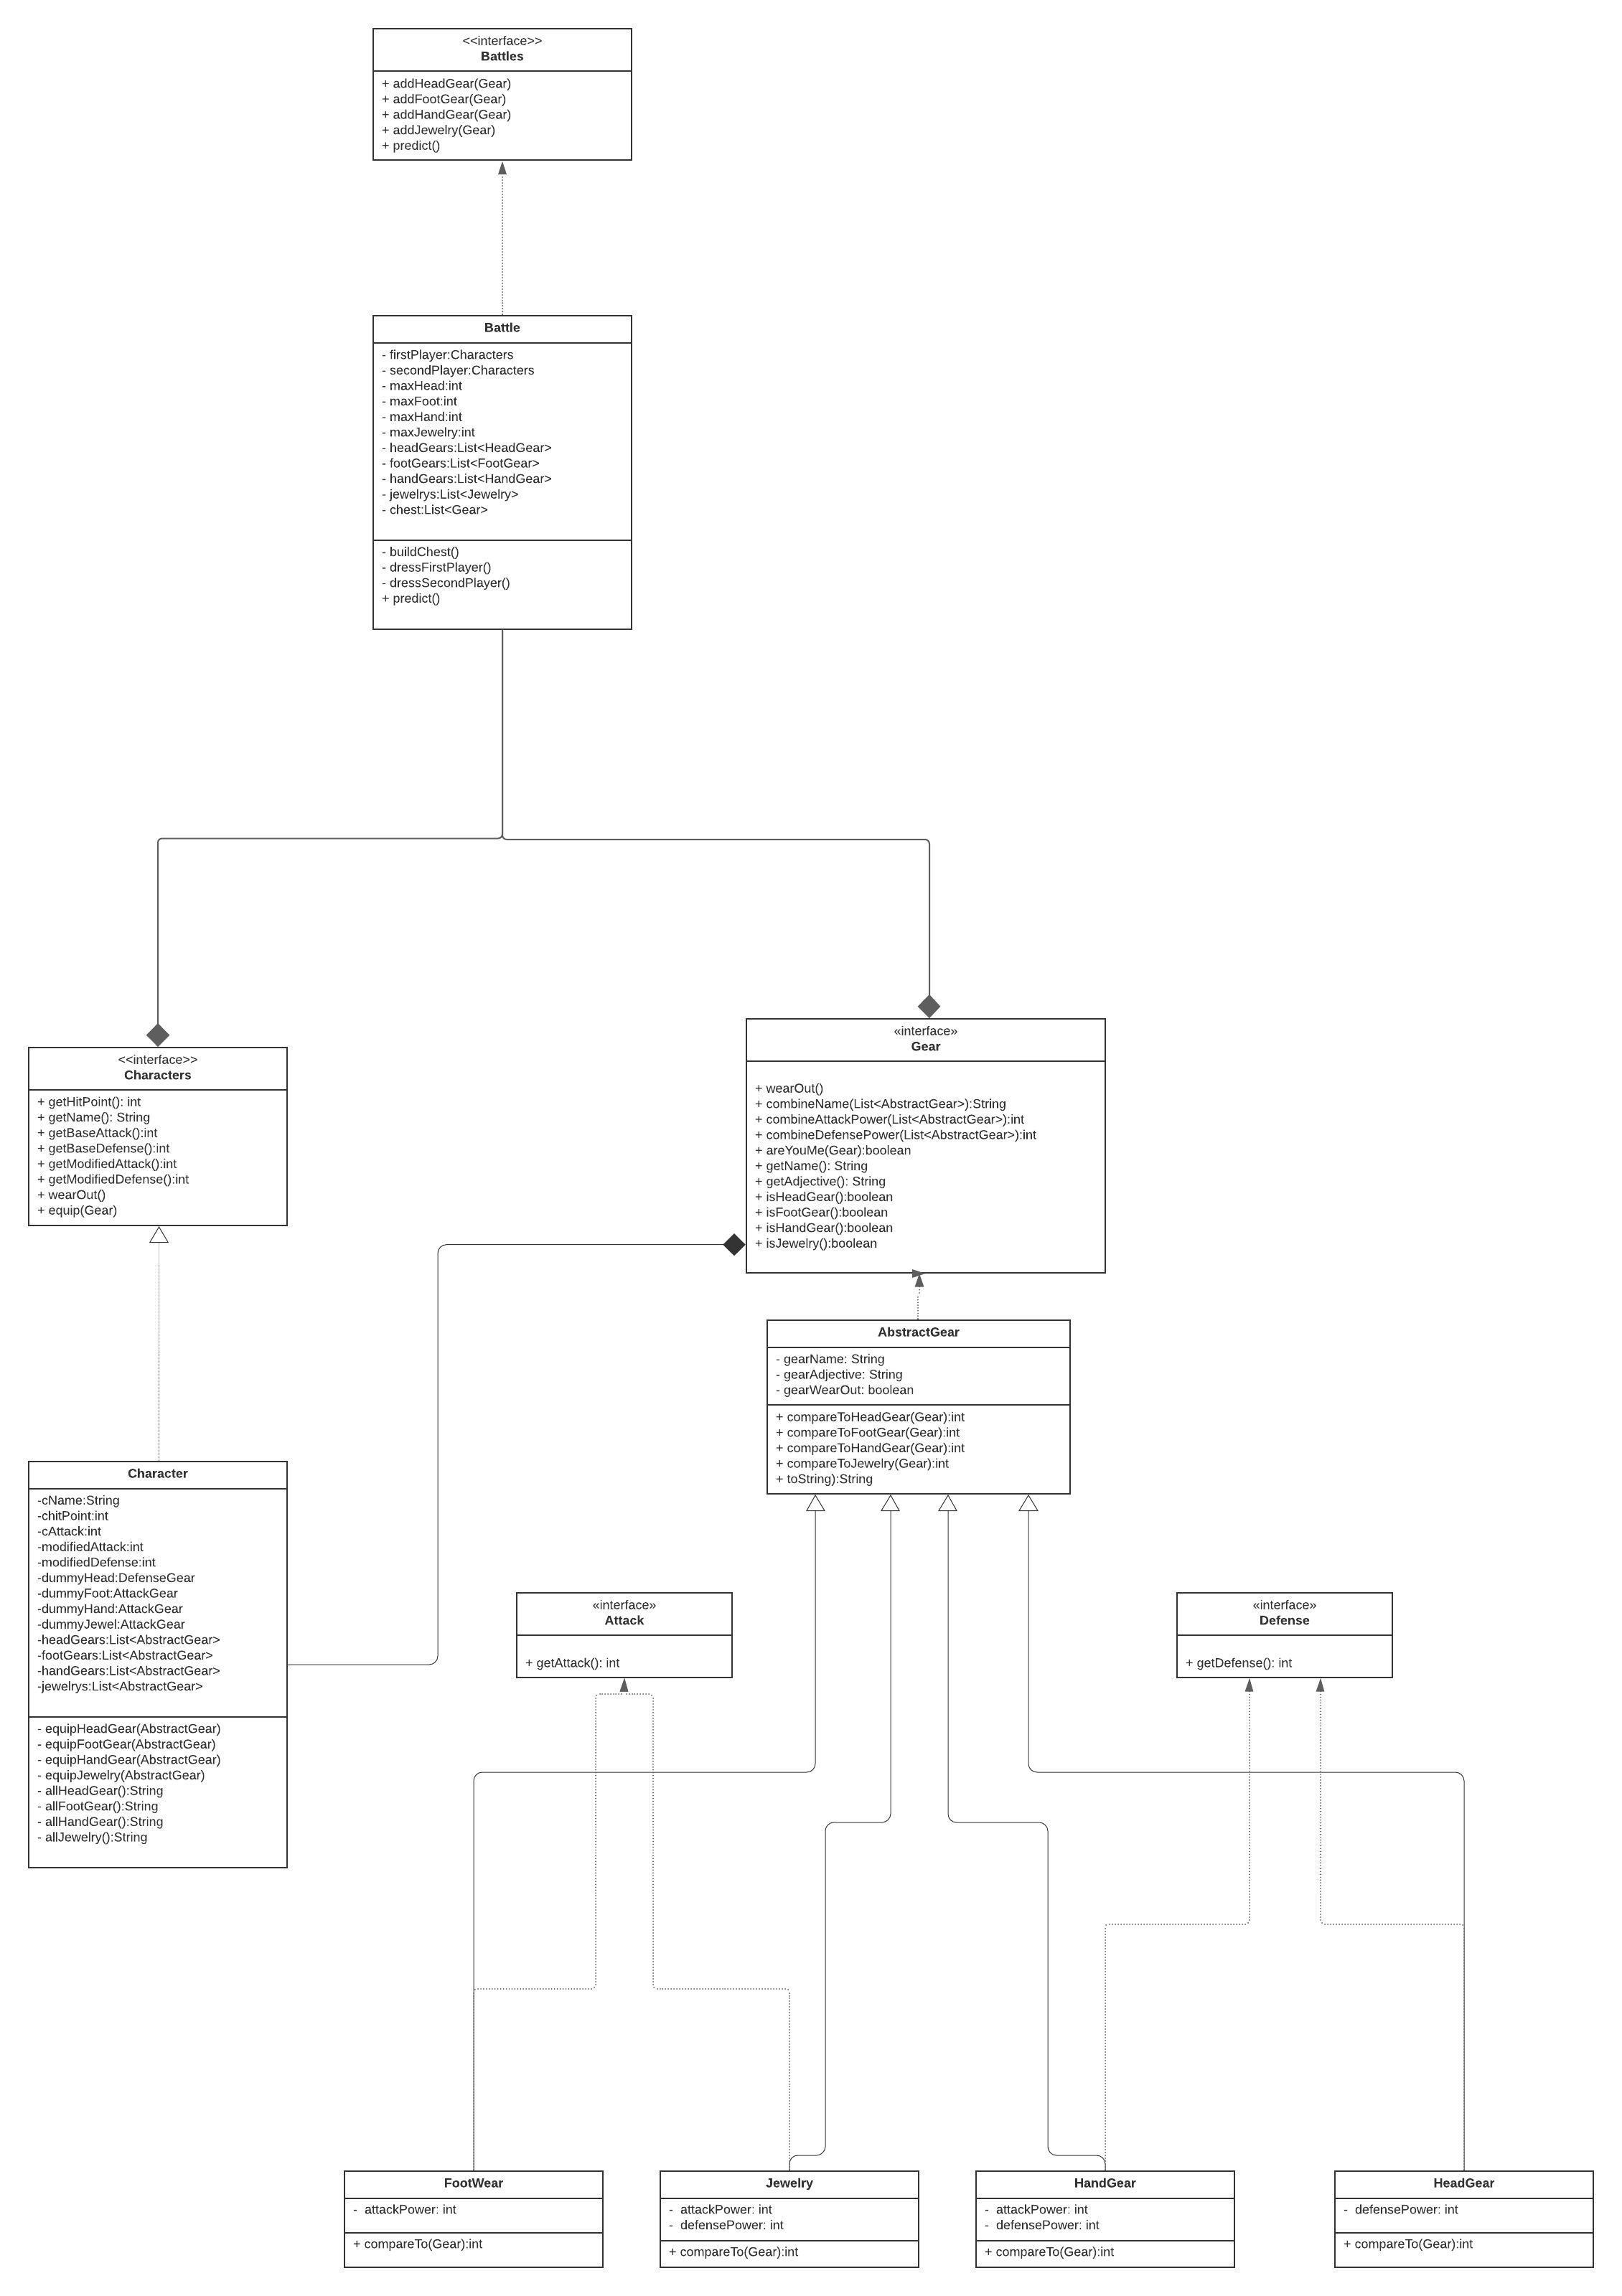 <<interface>>
Battles
+ addHeadGear(Gear)
+ addFootGear(Gear)
+ addHandGear(Gear)
+ addJewelry(Gear)
+ predict()
Battle
- firstPlayer:Characters
- secondPlayer:Characters
- maxHead:int
- maxFoot:int
- maxHand:int
- maxJewelry:int
- headGears:List<HeadGear>
- footGears:List<FootGear>
- handGears:List<HandGear>
- jewelrys:List<Jewelry>
- chest:List<Gear>
- buildChest()
- dressFirstPlayer()
- dressSecondPlayer()
+ predict()
<<interface>>
Characters
+ getHitPoint(): int
+ getName(): String
+ getBaseAttack():int
+ getBaseDefense():int
+ getModifiedAttack():int
+ getModifiedDefense():int
+ wearOut()
+ equip(Gear)
«interface»
Gear
+ wearOut()
+ combineName(List<AbstractGear>):String
+ combineAttackPower(List<AbstractGear>):int
+ combineDefensePower(List<AbstractGear>):int
+ areYouMe(Gear):boolean
+ getName(): String
+ getAdjective(): String
+ isHeadGear():boolean
+ isFootGear():boolean
+ isHandGear():boolean
+ isJewelry():boolean
AbstractGear
- gearName: String
- gearAdjective: String
- gearWearOut: boolean
+ compareToHeadGear(Gear):int
+ compareToFootGear(Gear):int
+ compareToHandGear(Gear):int
+ compareToJewelry(Gear):int
+ toString):String
Character
-cName:String
-chitPoint:int
-cAttack:int
-modifiedAttack:int
-modifiedDefense:int
-dummyHead:DefenseGear
-dummyFoot:AttackGear
-dummyHand:AttackGear
-dummyJewel:AttackGear
-headGears:List<AbstractGear>
-footGears:List<AbstractGear>
-handGears:List<AbstractGear>
-jewelrys:List<AbstractGear>
- equipHeadGear(AbstractGear)
- equipFootGear(AbstractGear)
- equipHandGear(AbstractGear)
- equipJewelry(AbstractGear)
- allHeadGear():String
- allFootGear():String
- allHandGear():String
- allJewelry():String
«interface»
Attack
+ getAttack(): int
«interface»
Defense
+ getDefense(): int
FootWear
- attackPower: int
+ compareTo(Gear):int
Jewelry
- attackPower: int
- defensePower: int
+ compareTo(Gear):int
HandGear
- attackPower: int
- defensePower: int
+ compareTo(Gear):int
HeadGear
- defensePower: int
+ compareTo(Gear):int